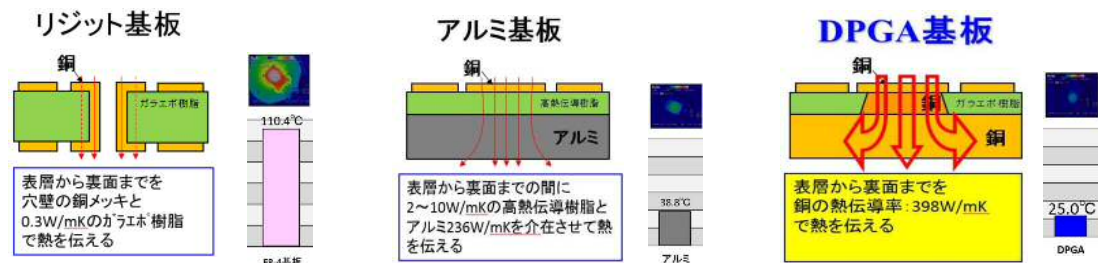 リジット基板
銅
ガラエポ樹脂
110.4℃
表層から裏面までを
穴壁の銅メッキと
0.3W/mKのガラエポ樹脂
で熱を伝える
FR-4基板
アルミ基板
銅
高熱伝導樹脂
アルミ
38.8℃
表層から裏面までの間に
2～10W/mKの高熱伝導樹脂と
アルミ236W/mKを介在させて熱
を伝える
アルミ
DPGA基板
銅
銅
ガラエポ樹脂
銅
25.0℃
表層から裏面までを
銅の熱伝導率:398W/mK
で熱を伝える
DPGA